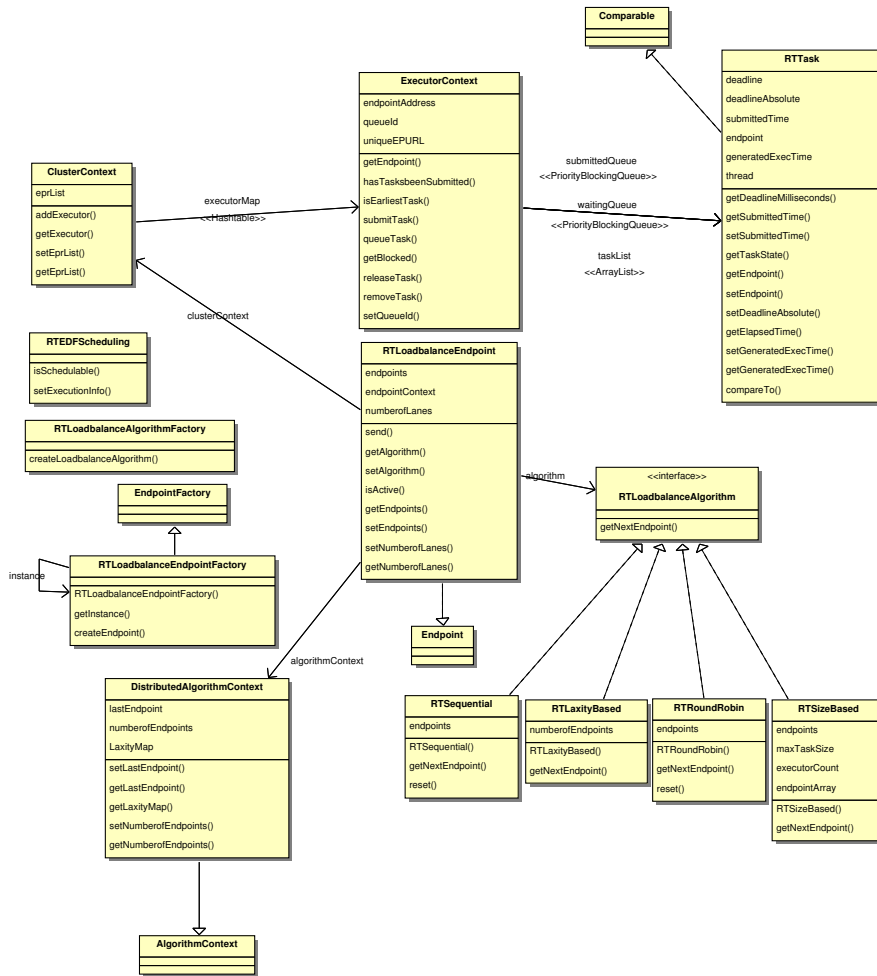 Comparable
RTTask
deadline
deadlineAbsolute
submittedTime
endpoint
generatedExecTime
thread
getDeadlineMilliseconds()
getSubmittedTime()
setSubmittedTime()
getTaskState()
getEndpoint()
setEndpoint()
setDeadlineAbsolute()
getElapsedTime()
setGeneratedExecTime()
getGeneratedExecTime()
compareTo()
ExecutorContext
endpointAddress
queueId
uniqueEPURL
getEndpoint()
hasTasksbeenSubmitted()
isEarliestTask()
submitTask()
queueTask()
getBlocked()
releaseTask()
removeTask()
setQueueId()
submittedQueue
<<PriorityBlockingQueue>>
waitingQueue
<<PriorityBlockingQueue>>
taskList
<<ArrayList>>
ClusterContext
eprList
addExecutor()
getExecutor()
setEprList()
getEprList()
executorMap
<<Hashtable>>
clusterContext
RTEDFScheduling
isSchedulable()
setExecutionInfo()
RTLoadbalanceEndpoint
endpoints
endpointContext
numberofLanes
send()
getAlgorithm()
setAlgorithm()
isActive()
getEndpoints()
setEndpoints()
setNumberofLanes()
getNumberofLanes()
RTLoadbalanceAlgorithmFactory
createLoadbalanceAlgorithm()
algorithm
<<interface>>
RTLoadbalanceAlgorithm
getNextEndpoint()
EndpointFactory
RTLoadbalanceEndpointFactory
RTLoadbalanceEndpointFactory()
getInstance()
createEndpoint()
instance
Endpoint
algorithmContext
DistributedAlgorithmContext
lastEndpoint
numberofEndpoints
LaxityMap
setLastEndpoint()
getLastEndpoint()
getLaxityMap()
setNumberofEndpoints()
getNumberofEndpoints()
RTSequential
endpoints
RTSequential()
getNextEndpoint()
reset()
RTLaxityBased
numberofEndpoints
RTLaxityBased()
getNextEndpoint()
RTRoundRobin
endpoints
RTRoundRobin()
getNextEndpoint()
reset()
RTSizeBased
endpoints
maxTaskSize
executorCount
endpointArray
RTSizeBased()
getNextEndpoint()
AlgorithmContext